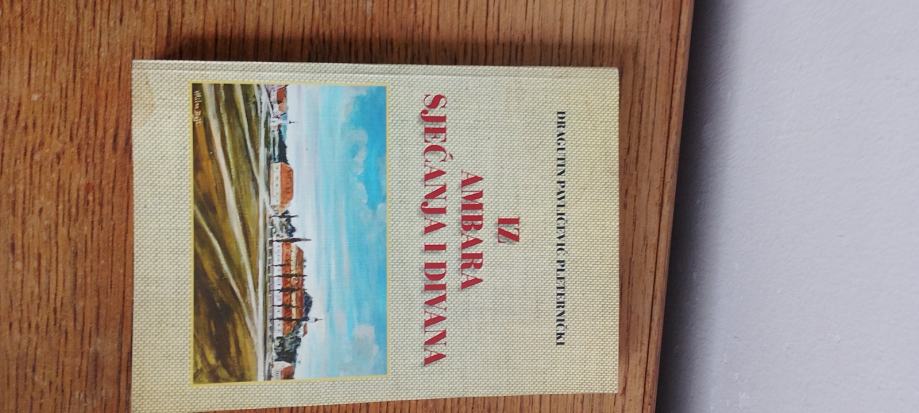 DRAGUTIN PAVLIČEVIĆ PLETERNIČKI
IZ
AMBARA
SJEĆANJA I DIVANA